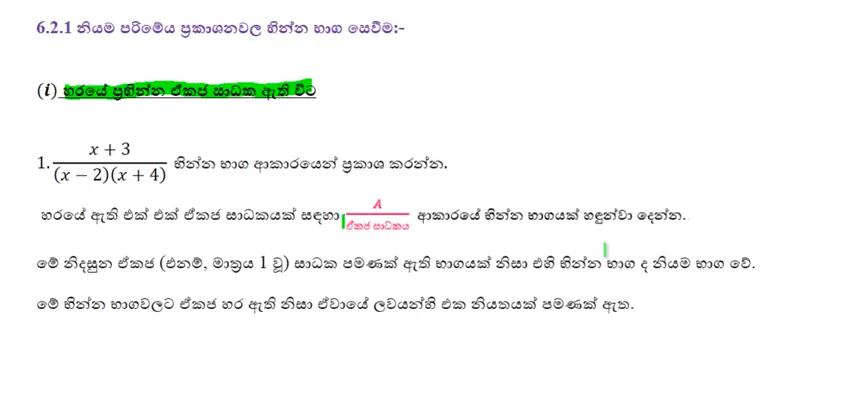 6.2.1 නියම පරිමේය ප්‍රකාශනවල භින්න භාග සෙවීම:-
(i) හරයේ ප්‍රභින්න ඒකජ සාධක ඇති විට
1. \frac{x + 3}{(x − 2)(x + 4)} භින්න භාග ආකාරයෙන් ප්‍රකාශ කරන්න.
හරයේ ඇති එක් එක් ඒකජ සාධකයක් සඳහා \frac{A}{ඒකජ සාධකය} ආකාරයේ භින්න භාගයක් හඳුන්වා දෙන්න.
මේ නිදසුන ඒකජ (එනම්, මාත්‍රය 1 වූ) සාධක පමණක් ඇති භාගයක් නිසා එහි භින්න භාග ද නියම භාග වේ.
මේ භින්න භාගවලට ඒකජ හර ඇති නිසා ඒවායේ ලවයන්හි එක නියතයක් පමණක් ඇත.